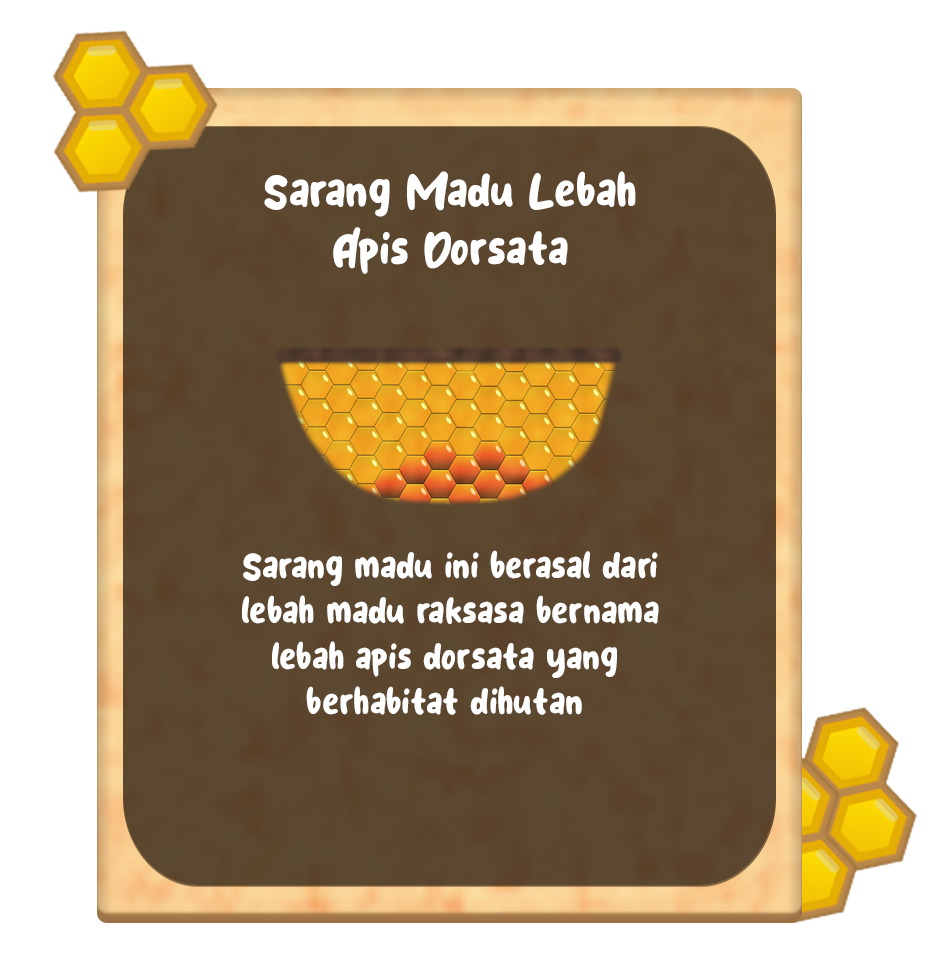 Sarang Madu Lebah
Apis Dorsata
Sarang madu ini berasal dari
lebah madu raksasa bernama
lebah apis dorsata yang
berhabitat dihutan